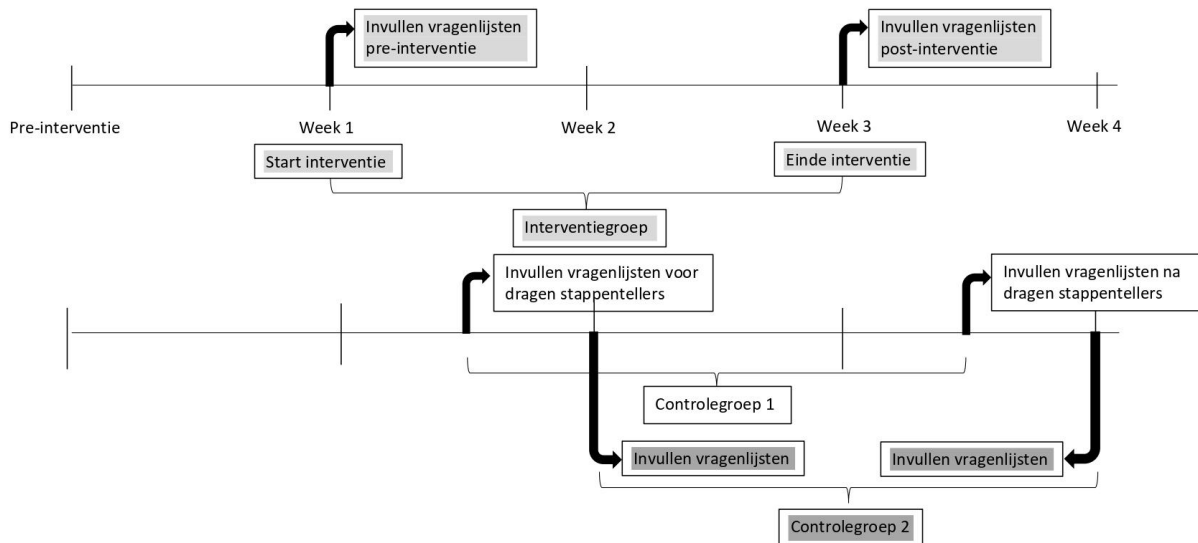 Invullen vragenlijsten
pre-interventie
Invullen vragenlijsten
post-interventie
Pre-interventie
Week 1
Week 2
Week 3
Week 4
Start interventie
Einde interventie
Interventiegroep
Invullen vragenlijsten voor
dragen stappentellers
Invullen vragenlijsten na
dragen stappentellers
Controlegroep 1
Invullen vragenlijsten
Invullen vragenlijsten
Controlegroep 2